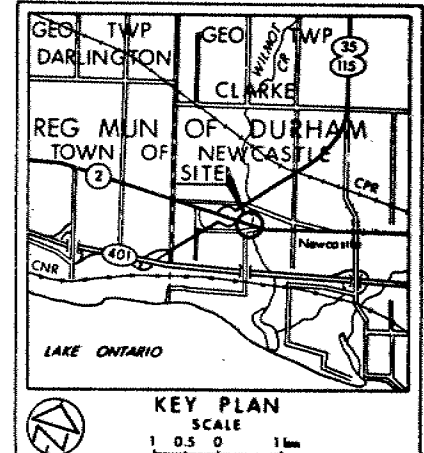 GEO TWP
DARLINGTON
GEO TWP
CLARKE
WILMOT CR
35
115
REG MUN OF DURHAM
TOWN OF NEWCASTLE
SITE
2
CPR
Newcastle
401
CNR
LAKE ONTARIO
KEY PLAN
SCALE
1 0.5 0 1 km